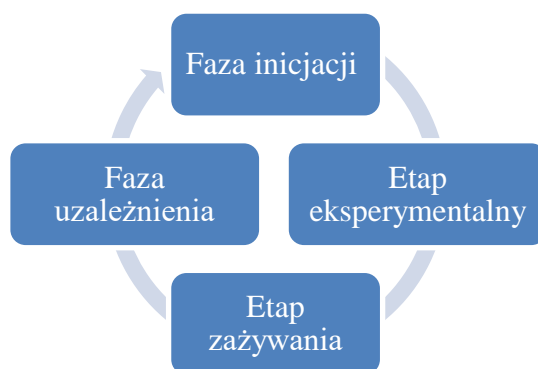 Faza inicjacji
Etap
eksperymentalny
Etap
zażywania
Faza
uzależnienia